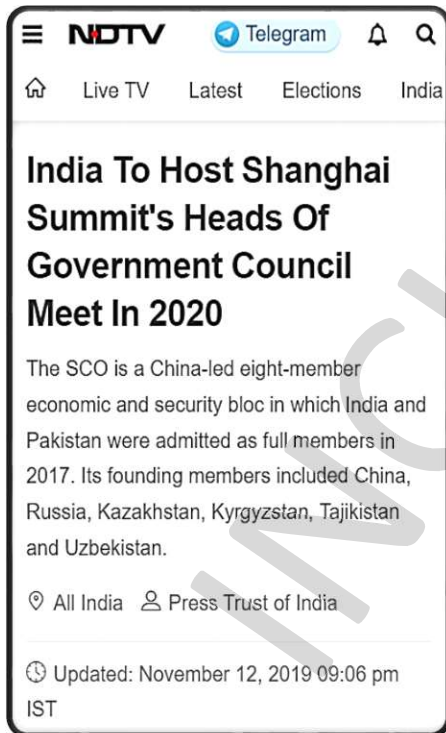 NDTV Telegram
Live TV Latest Elections India
India To Host Shanghai
Summit's Heads Of
Government Council
Meet In 2020
The SCO is a China-led eight-member
economic and security bloc in which India and
Pakistan were admitted as full members in
2017. Its founding members included China,
Russia, Kazakhstan, Kyrgyzstan, Tajikistan
and Uzbekistan.
All India Press Trust of India
Updated: November 12, 2019 09:06 pm
IST